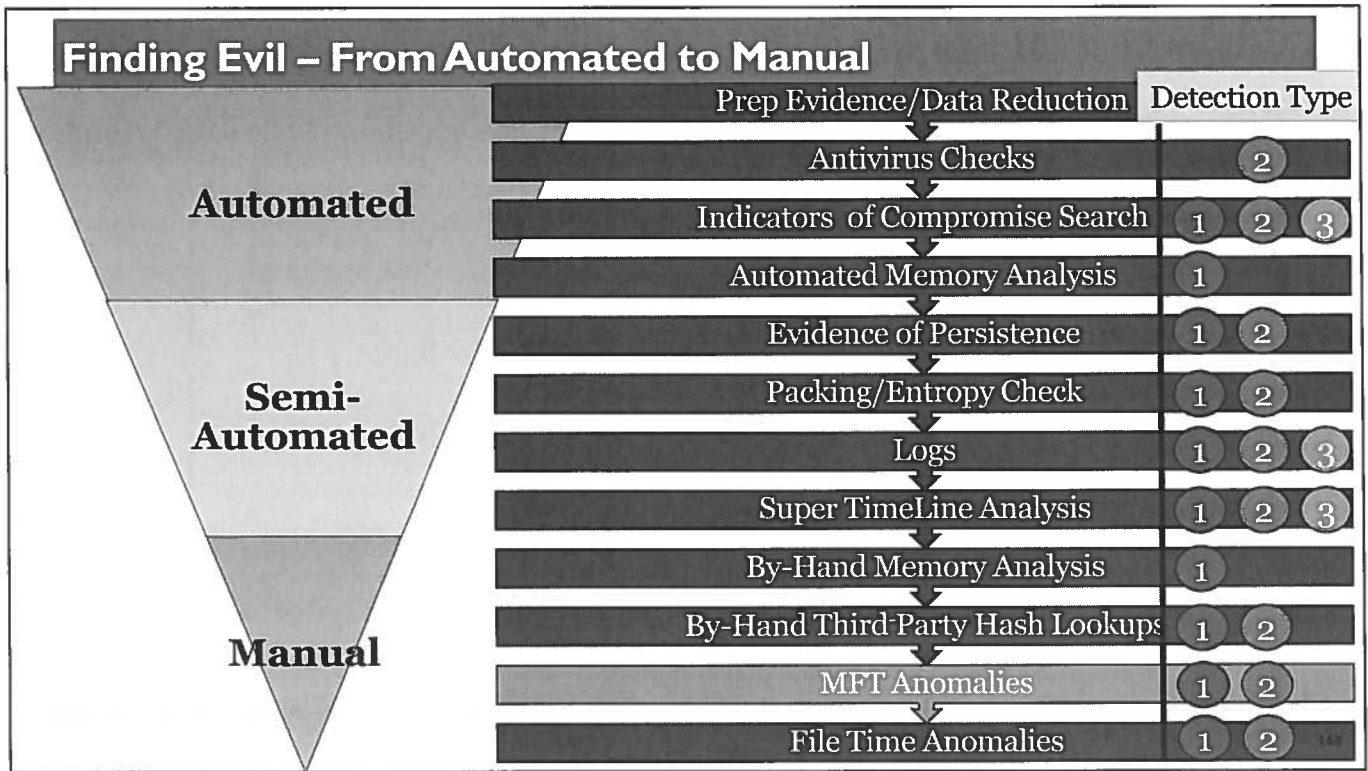 Finding Evil – From Automated to Manual
Prep Evidence/Data Reduction Detection Type
Antivirus Checks 2
Automated
Indicators of Compromise Search 1 2 3
Automated Memory Analysis 1
Evidence of Persistence 1 2
Semi-
Automated
Packing/Entropy Check 1 2
Logs 1 2 3
Super TimeLine Analysis 1 2 3
By-Hand Memory Analysis 1
Manual
By-Hand Third-Party Hash Lookups 1 2
MFT Anomalies 1 2
File Time Anomalies 1 2